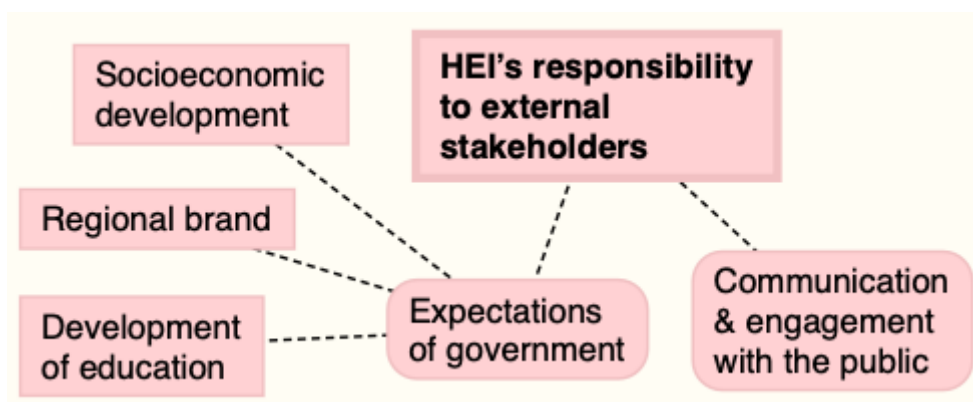 Socioeconomic
development
HEI's responsibility
to external
stakeholders
Regional brand
Development
of education
Expectations
of government
Communication
& engagement
with the public